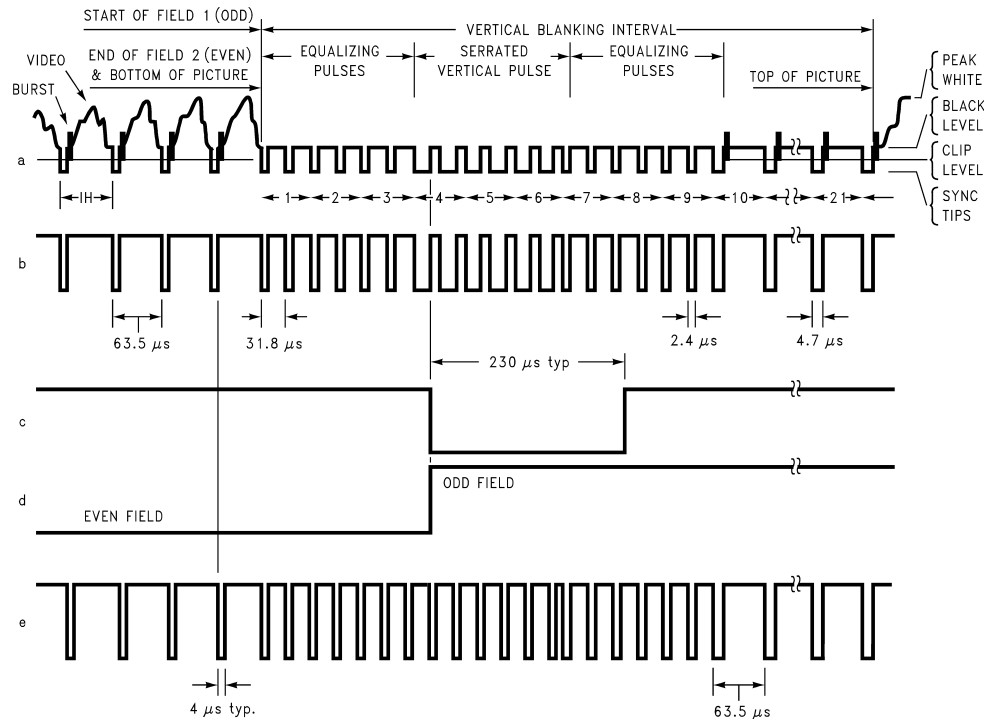 START OF FIELD 1 (ODD)
VERTICAL BLANKING INTERVAL
END OF FIELD 2 (EVEN)
& BOTTOM OF PICTURE
EQUALIZING
PULSES
SERRATED
VERTICAL PULSE
EQUALIZING
PULSES
TOP OF PICTURE
VIDEO
BURST
PEAK
WHITE
BLACK
LEVEL
CLIP
LEVEL
SYNC
TIPS
a
1H
1 2 3 4 5 6 7 8 9 10 21
b
63.5 μs
31.8 μs
2.4 μs
4.7 μs
230 μs typ
c
d
ODD FIELD
EVEN FIELD
e
4 μs typ.
63.5 μs